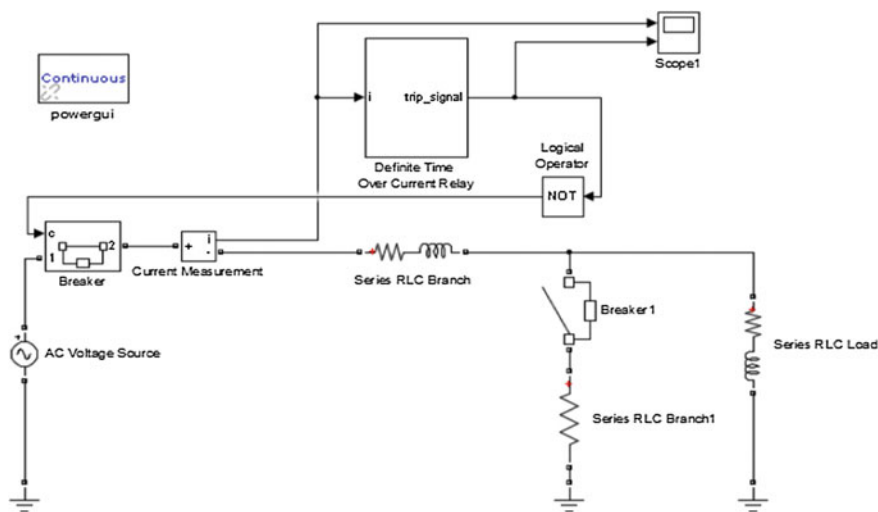 Scope1
Continuous
powergui
i
trip_signal
Definite Time
Over Current Relay
Logical
Operator
NOT
c
1
2
Breaker
+
i
-
Current Measurement
Series RLC Branch
Breaker1
AC Voltage Source
Series RLC Load
Series RLC Branch1